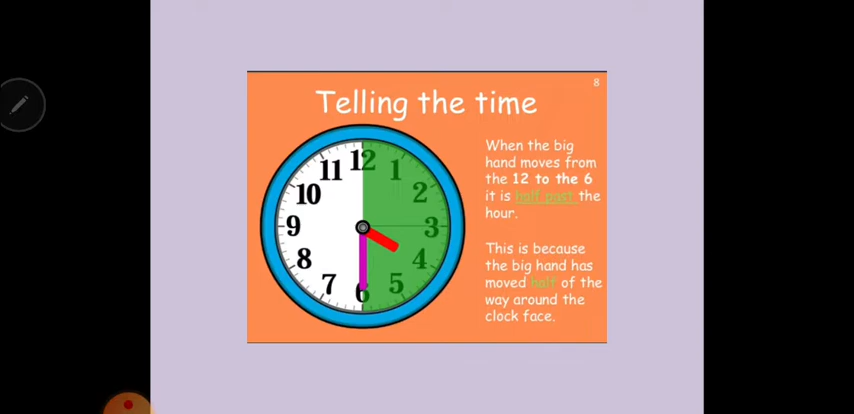 8
Telling the time
12
1
2
3
4
5
6
7
8
9
10
11
When the big
hand moves from
the 12 to the 6
it is half past the
hour.
This is because
the big hand has
moved half of the
way around the
clock face.